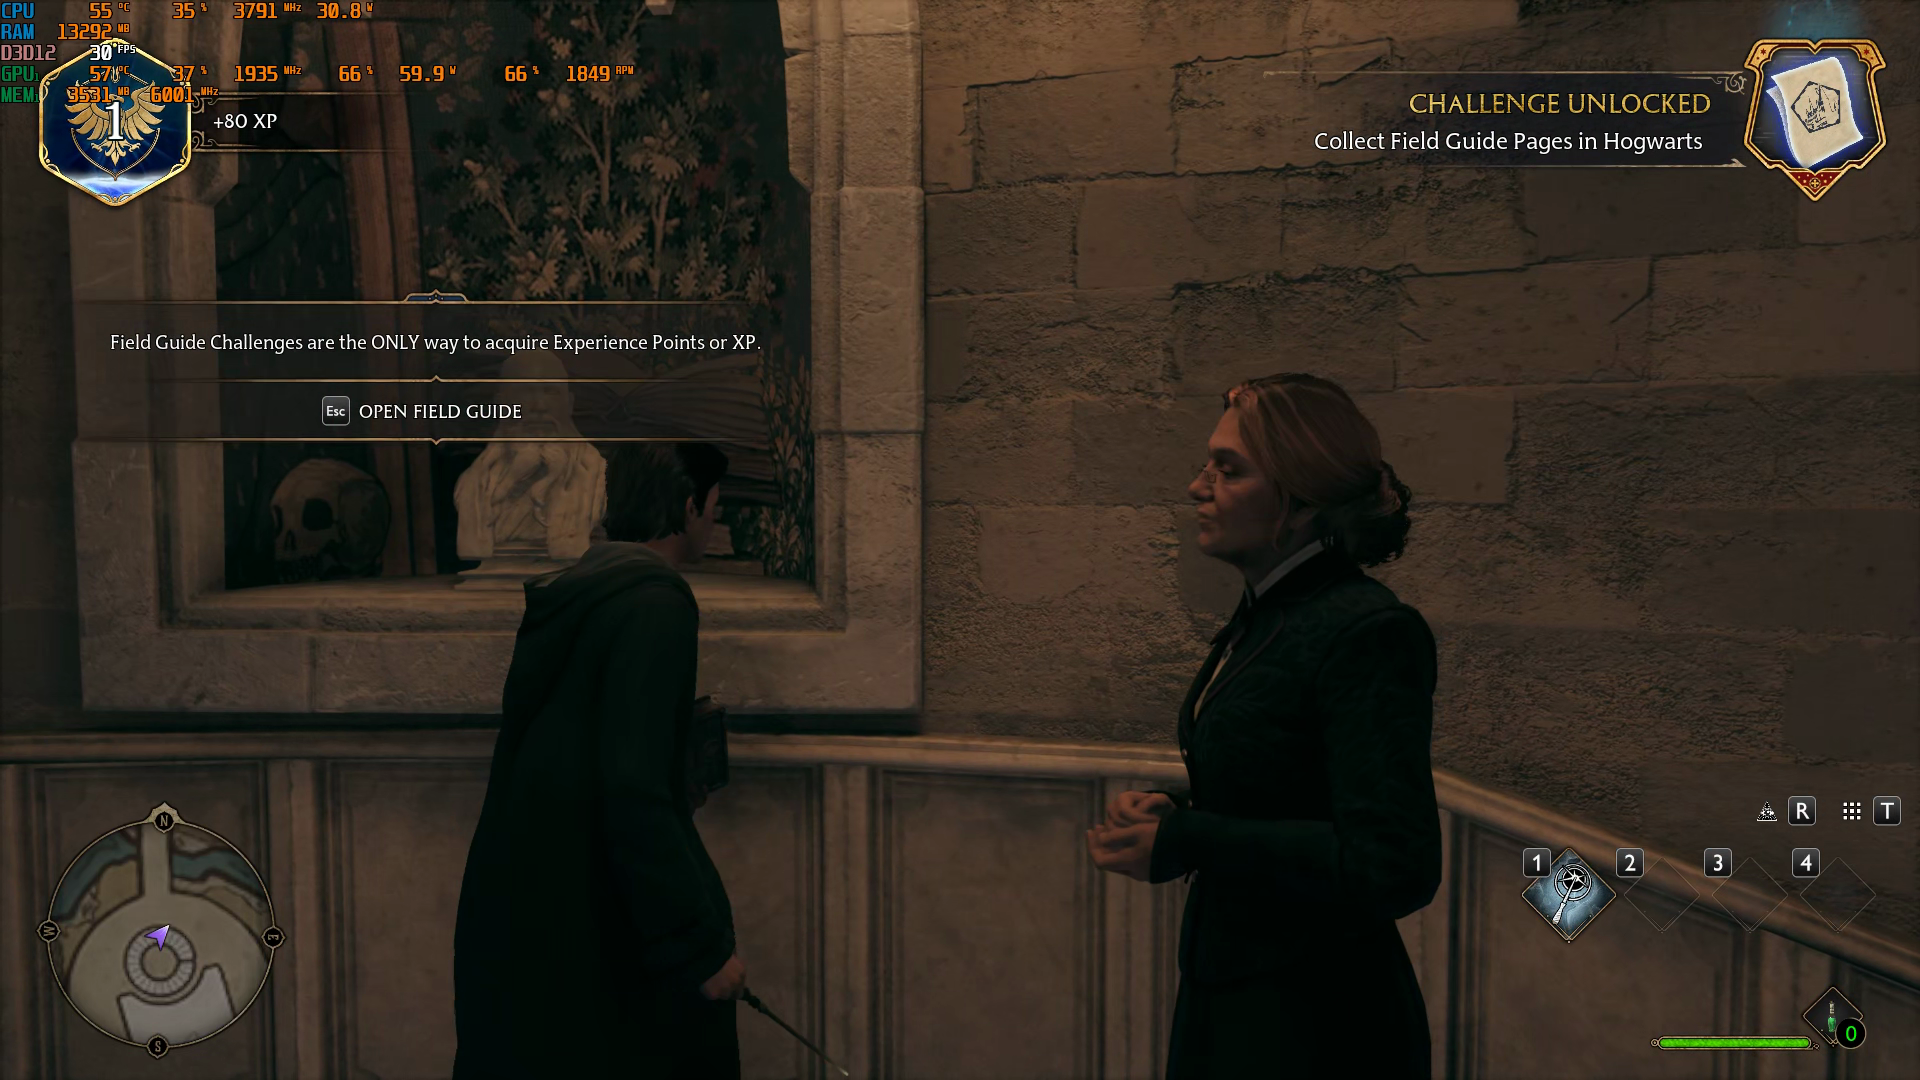 CPU 55 °C 35 % 3791 MHz 30.8 W
RAM 13292 MB
D3D12 30 FPS
GPU1 57 °C 37 % 1935 MHz 66 % 59.9 W 66 % 1849 RPM
MEM1 3531 MB 6001 MHz
1
+80 XP
CHALLENGE UNLOCKED
Collect Field Guide Pages in Hogwarts
Field Guide Challenges are the ONLY way to acquire Experience Points or XP.
Esc OPEN FIELD GUIDE
N
W
E
S
R T
1 2 3 4
0